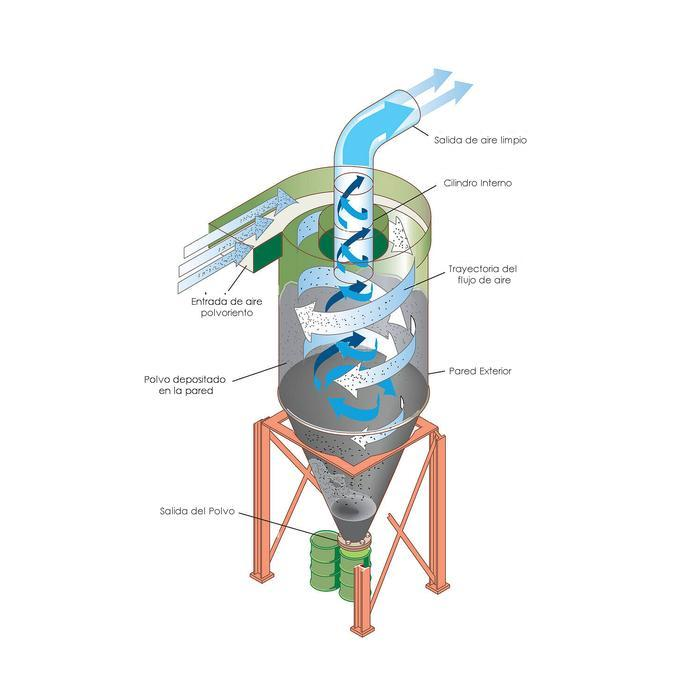 Salida de aire limpio
Cilindro Interno
Trayectoria del
flujo de aire
Entrada de aire
polvoriento
Pared Exterior
Polvo depositado
en la pared
Salida del Polvo